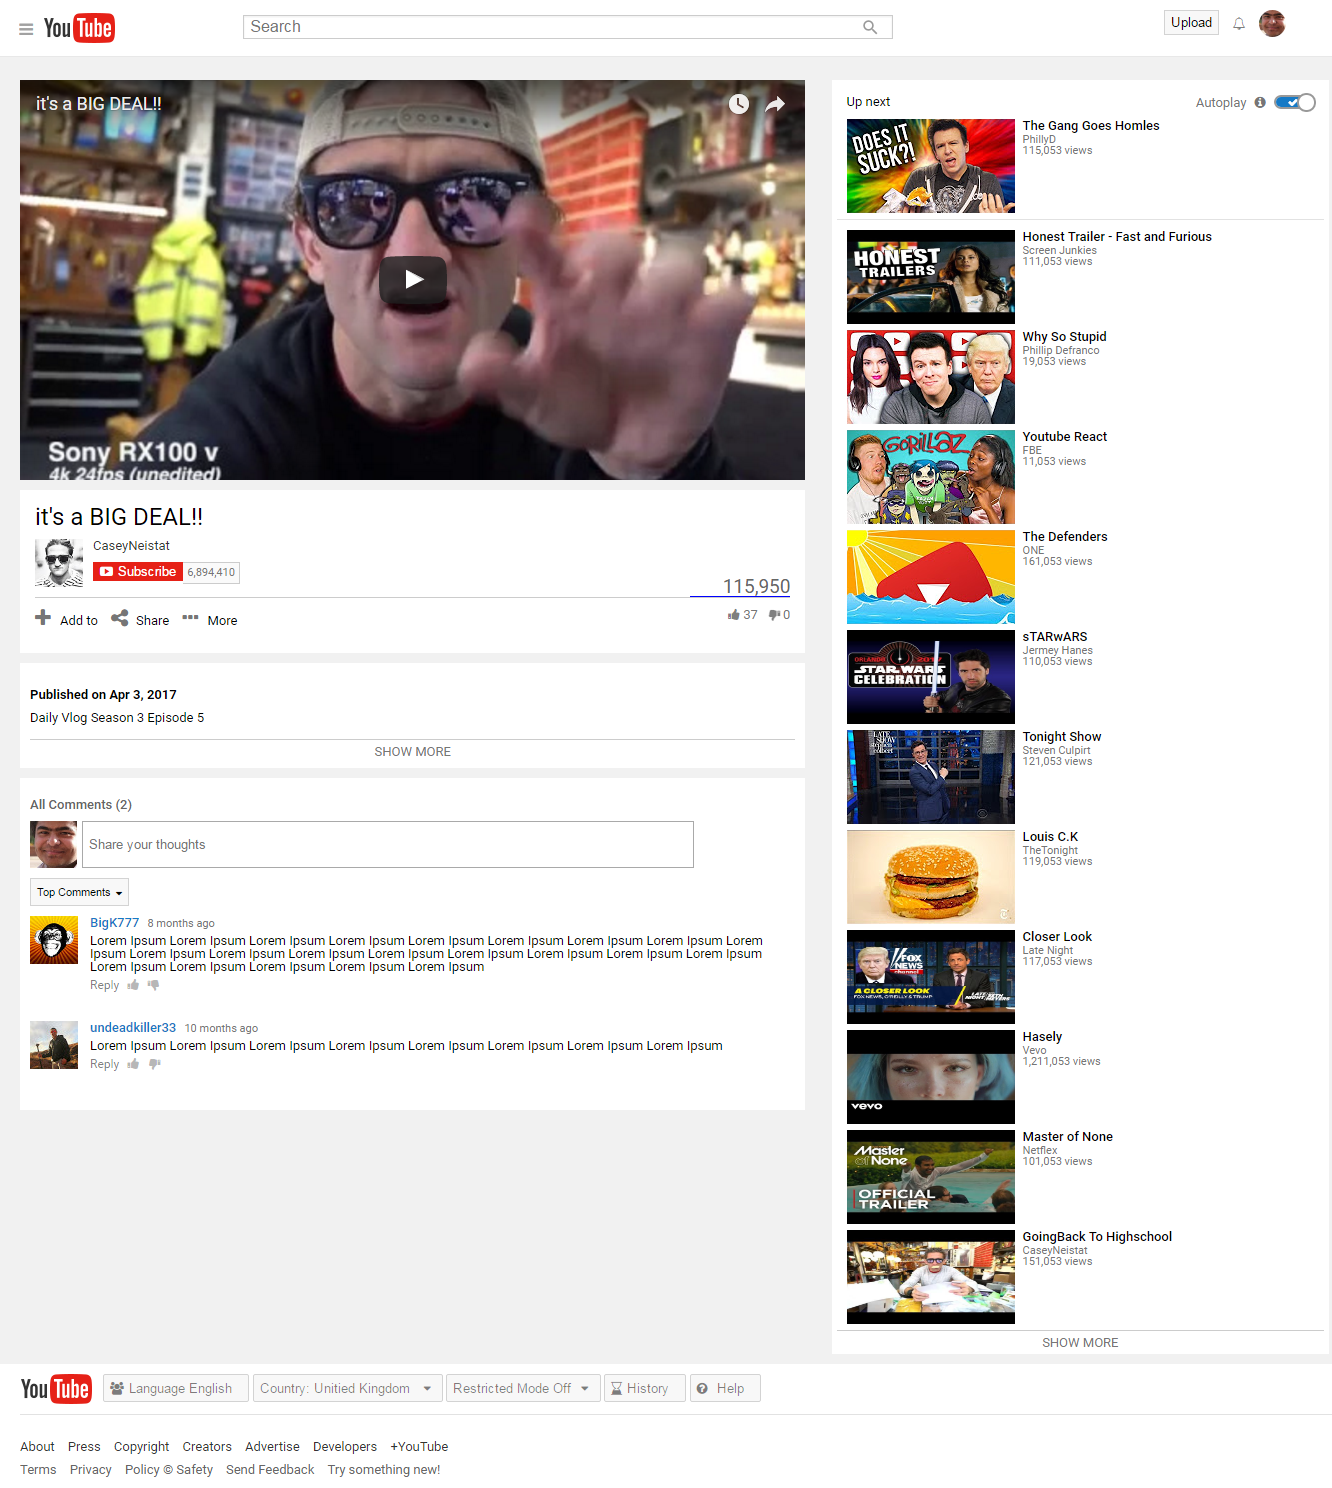 YouTube
Search
Upload
it's a BIG DEAL!!
Sony RX100 v
4k 24fps (unedited)
it's a BIG DEAL!!
CaseyNeistat
Subscribe 6,894,410
115,950
Add to Share More
37 0
Published on Apr 3, 2017
Daily Vlog Season 3 Episode 5
SHOW MORE
All Comments (2)
Share your thoughts
Top Comments
BigK777 8 months ago
Lorem Ipsum Lorem Ipsum Lorem Ipsum Lorem Ipsum Lorem Ipsum Lorem Ipsum Lorem Ipsum Lorem Ipsum Lorem
Ipsum Lorem Ipsum Lorem Ipsum Lorem Ipsum Lorem Ipsum Lorem Ipsum Lorem Ipsum Lorem Ipsum Lorem Ipsum
Lorem Ipsum Lorem Ipsum Lorem Ipsum Lorem Ipsum Lorem Ipsum
Reply
undeadkiller33 10 months ago
Lorem Ipsum Lorem Ipsum Lorem Ipsum Lorem Ipsum Lorem Ipsum Lorem Ipsum Lorem Ipsum Lorem Ipsum
Reply
Up next
Autoplay
DOES IT
SUCK?!
The Gang Goes Homles
PhillyD
115,053 views
HONEST
TRAILERS
Honest Trailer - Fast and Furious
Screen Junkies
111,053 views
Why So Stupid
Phillip Defranco
19,053 views
GORILLAZ
Youtube React
FBE
11,053 views
The Defenders
ONE
161,053 views
ORLANDO 2017
STAR WARS
CELEBRATION
sTARwARS
Jermey Hanes
110,053 views
LATE
SHOW
stephen
colbert
Tonight Show
Steven Culpirt
121,053 views
Louis C.K
TheTonight
119,053 views
FOX
NEWS
channel
A CLOSER LOOK
FOX NEWS, O'REILLY & TRUMP
LATE NIGHT
SETH MEYERS
Closer Look
Late Night
117,053 views
vevo
Hasely
Vevo
1,211,053 views
Master
of None
OFFICIAL
TRAILER
Master of None
Netflex
101,053 views
GoingBack To Highschool
CaseyNeistat
151,053 views
SHOW MORE
YouTube
Language English
Country: Unitied Kingdom
Restricted Mode Off
History
Help
About Press Copyright Creators Advertise Developers +YouTube
Terms Privacy Policy © Safety Send Feedback Try something new!